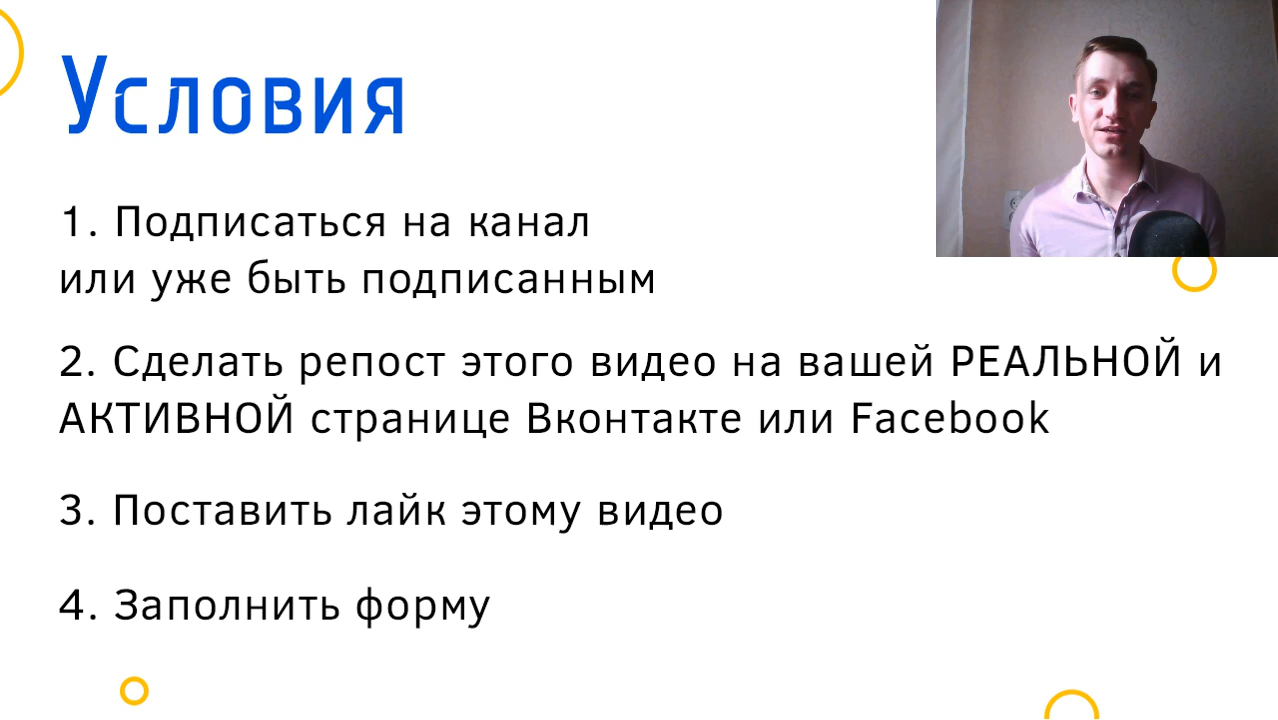 Условия
1. Подписаться на канал
или уже быть подписанным
2. Сделать репост этого видео на вашей РЕАЛЬНОЙ и
АКТИВНОЙ странице Вконтакте или Facebook
3. Поставить лайк этому видео
4. Заполнить форму